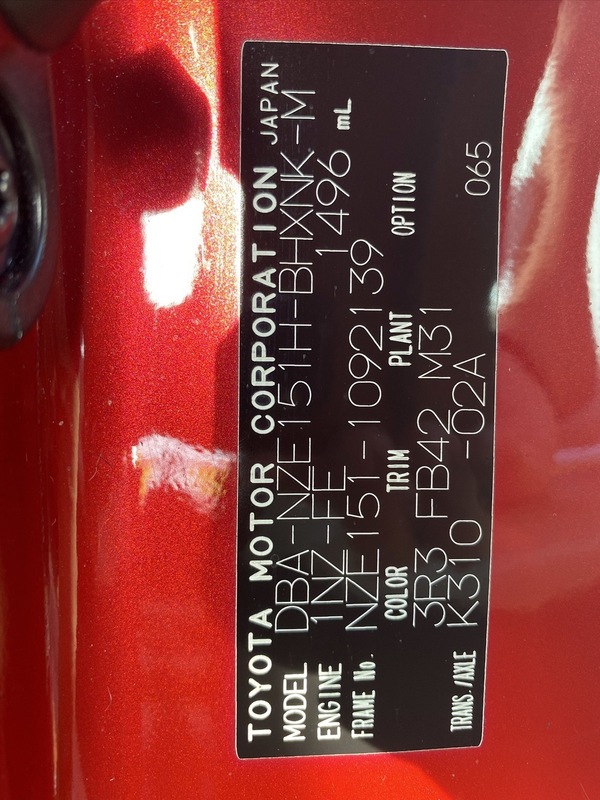 TOYOTA MOTOR CORPORATION JAPAN
MODEL DBA-NZE151H-BHXNK-M
ENGINE 1NZ-FE 1496 mL
FRAME No. NZE151-1092139
COLOR TRIM PLANT OPTION
3R3 FB42 M31
TRANS./AXLE K310 -02A 065